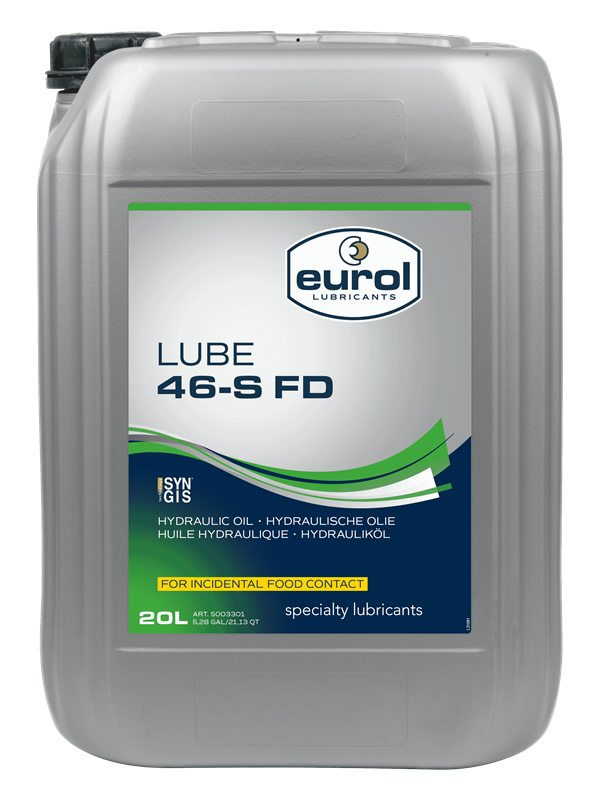 eurol
LUBRICANTS
LUBE
46-S FD
SYN
GIS
HYDRAULIC OIL · HYDRAULISCHE OLIE
HUILE HYDRAULIQUE · HYDRAULIKÖL
FOR INCIDENTAL FOOD CONTACT
20L
ART. S003301
5,28 GAL/21,13 QT
specialty lubricants